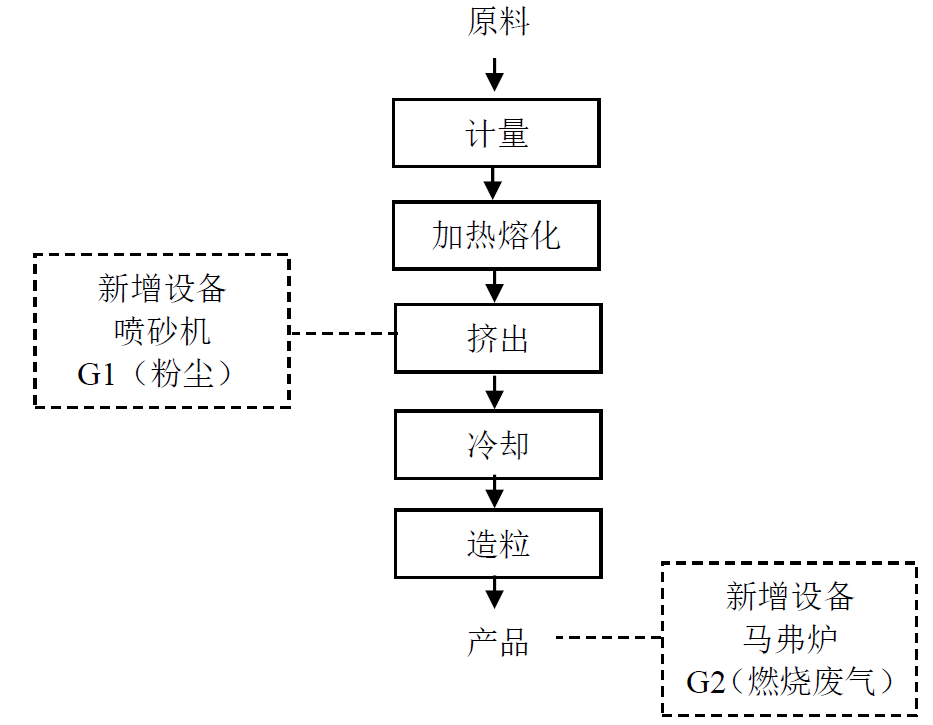 原料
计量
加热熔化
新增设备
喷砂机
G1（粉尘）
挤出
冷却
造粒
产品
新增设备
马弗炉
G2（燃烧废气）